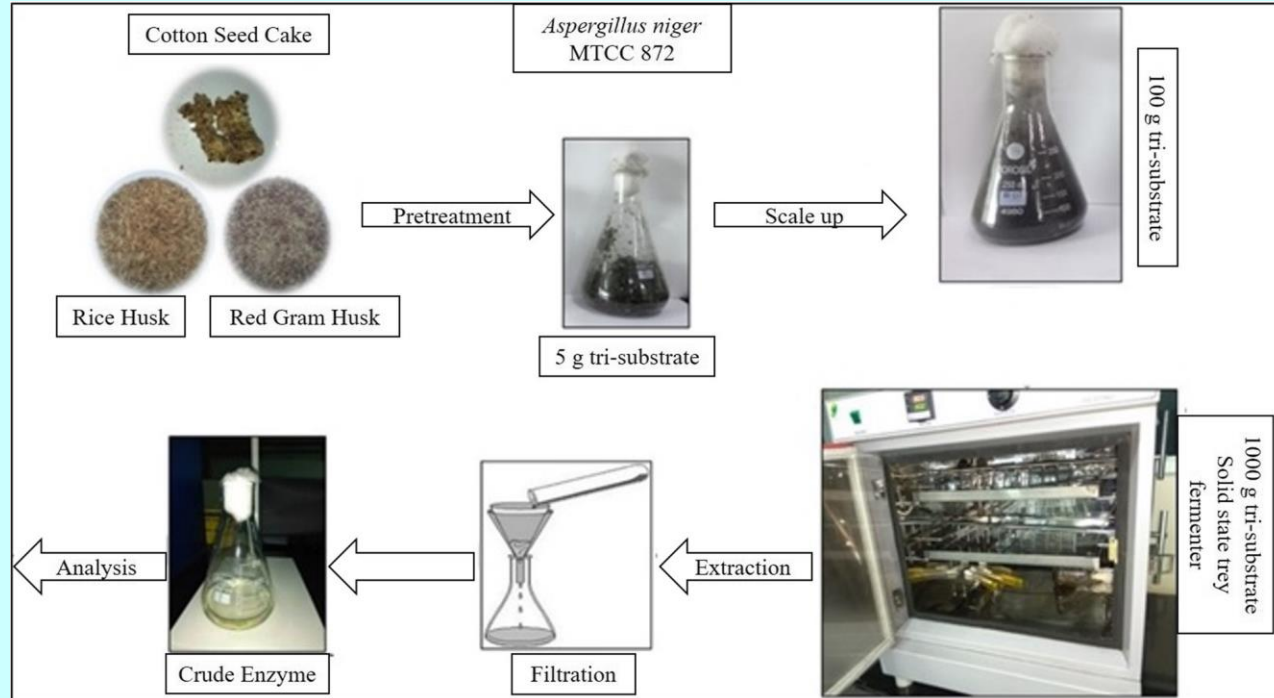 Cotton Seed Cake
Aspergillus niger
MTCC 872
100 g tri-substrate
Pretreatment
Scale up
Rice Husk
Red Gram Husk
5 g tri-substrate
1000 g tri-substrate
Solid state trey
fermenter
Analysis
Extraction
Crude Enzyme
Filtration